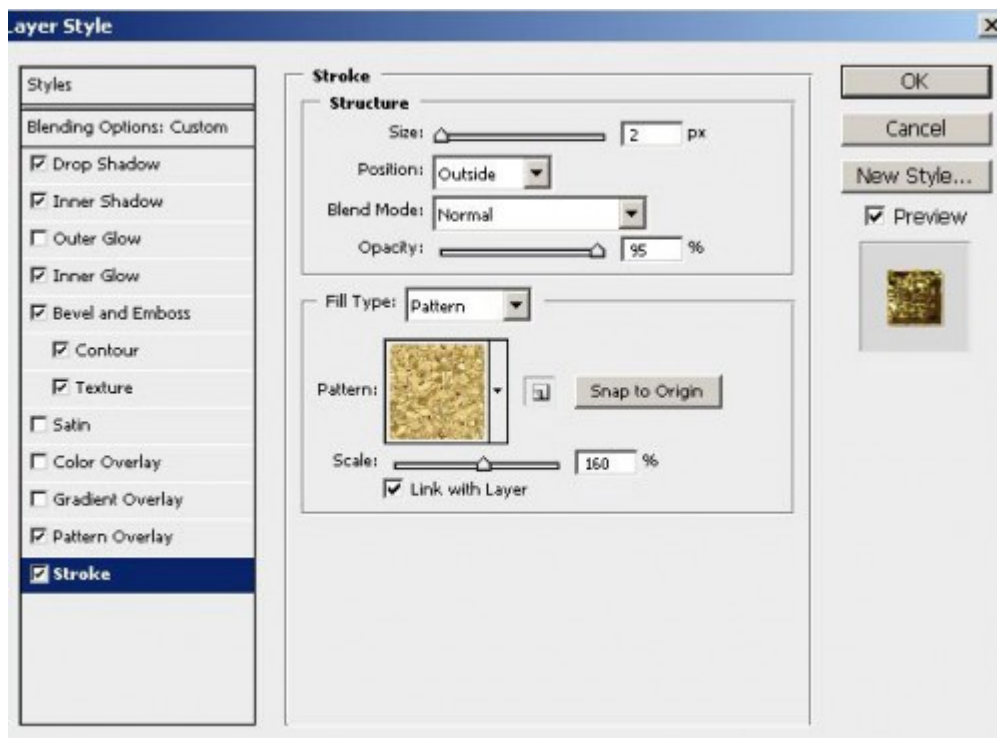 Layer Style
Styles
Blending Options: Custom
Drop Shadow
Inner Shadow
Outer Glow
Inner Glow
Bevel and Emboss
Contour
Texture
Satin
Color Overlay
Gradient Overlay
Pattern Overlay
Stroke
Stroke
Structure
Size: 2 px
Position: Outside
Blend Mode: Normal
Opacity: 95 %
Fill Type: Pattern
Pattern: Snap to Origin
Scale: 160 %
Link with Layer
OK
Cancel
New Style...
Preview